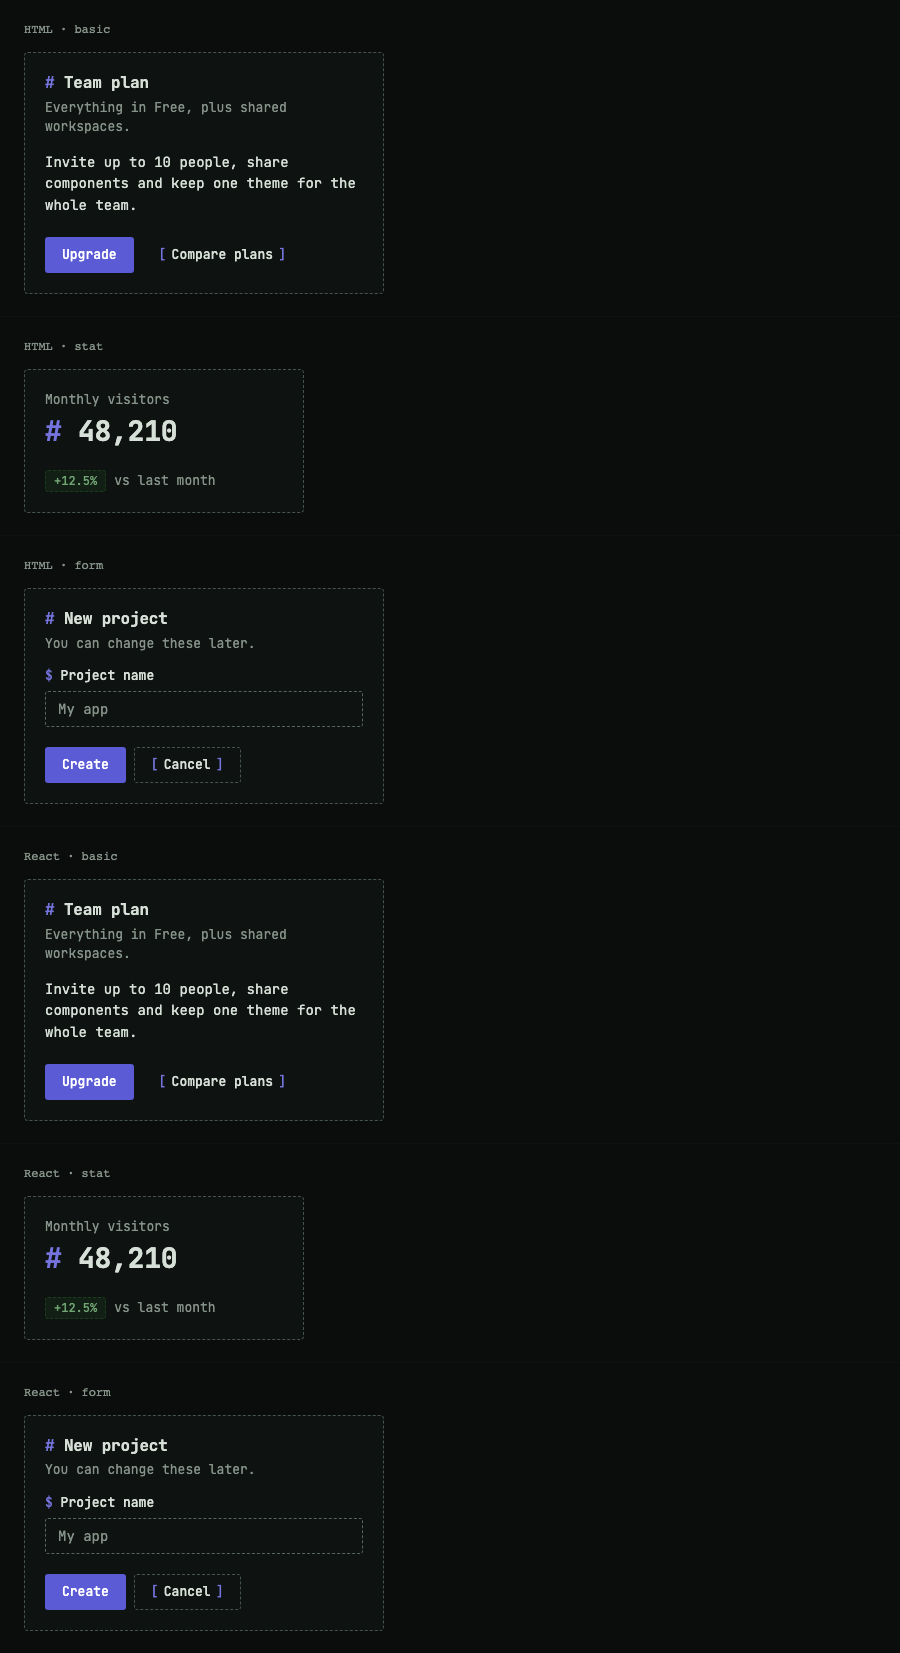 HTML · basic
# Team plan
Everything in Free, plus shared
workspaces.
Invite up to 10 people, share
components and keep one theme for the
whole team.
Upgrade [ Compare plans ]
HTML · stat
Monthly visitors
# 48,210
+12.5% vs last month
HTML · form
# New project
You can change these later.
$ Project name
My app
Create [ Cancel ]
React · basic
# Team plan
Everything in Free, plus shared
workspaces.
Invite up to 10 people, share
components and keep one theme for the
whole team.
Upgrade [ Compare plans ]
React · stat
Monthly visitors
# 48,210
+12.5% vs last month
React · form
# New project
You can change these later.
$ Project name
My app
Create [ Cancel ]